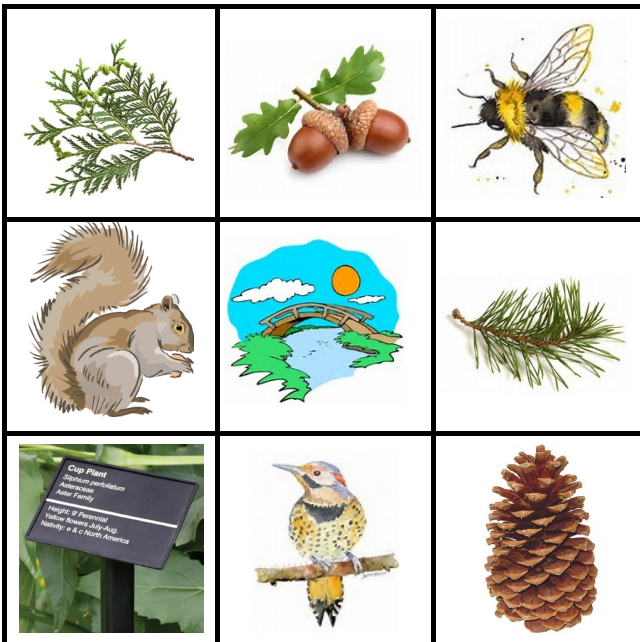 Cup Plant
Silphium perfoliatum
Asteraceae
Aster Family
Height: 9' Perennial
Yellow flowers July-Aug.
Nativity: e & c North America